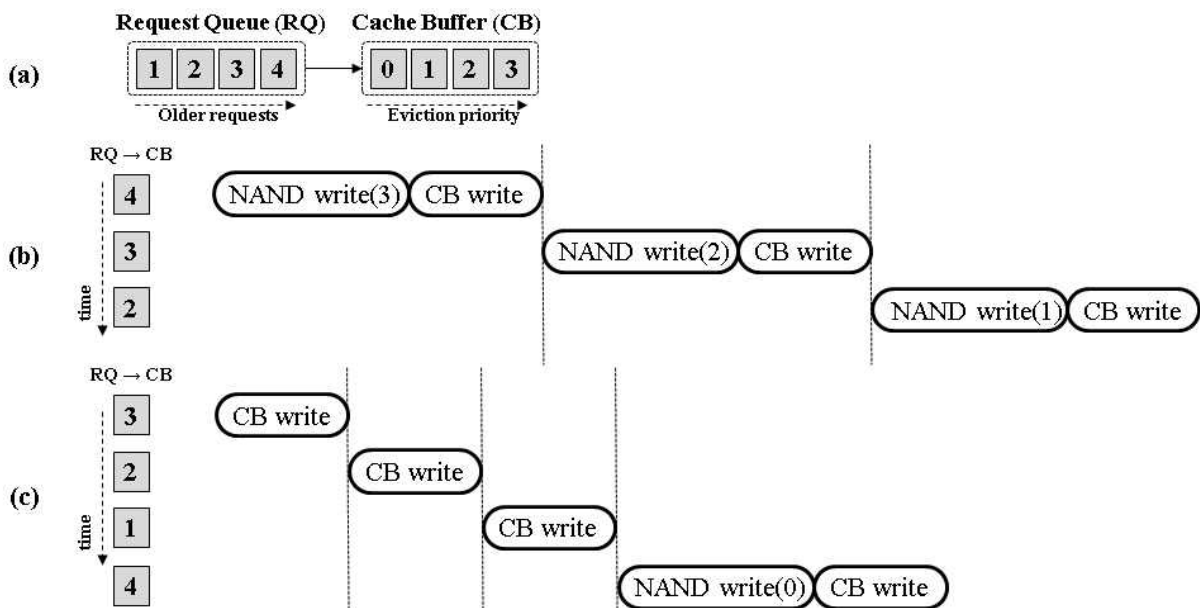 Request Queue (RQ) Cache Buffer (CB)
(a) 1 2 3 4 0 1 2 3
Older requests Eviction priority
RQ → CB
4 NAND write(3) CB write
(b) 3 NAND write(2) CB write
time 2 NAND write(1) CB write
RQ → CB
3 CB write
2 CB write
(c)
time 1 CB write
4 NAND write(0) CB write